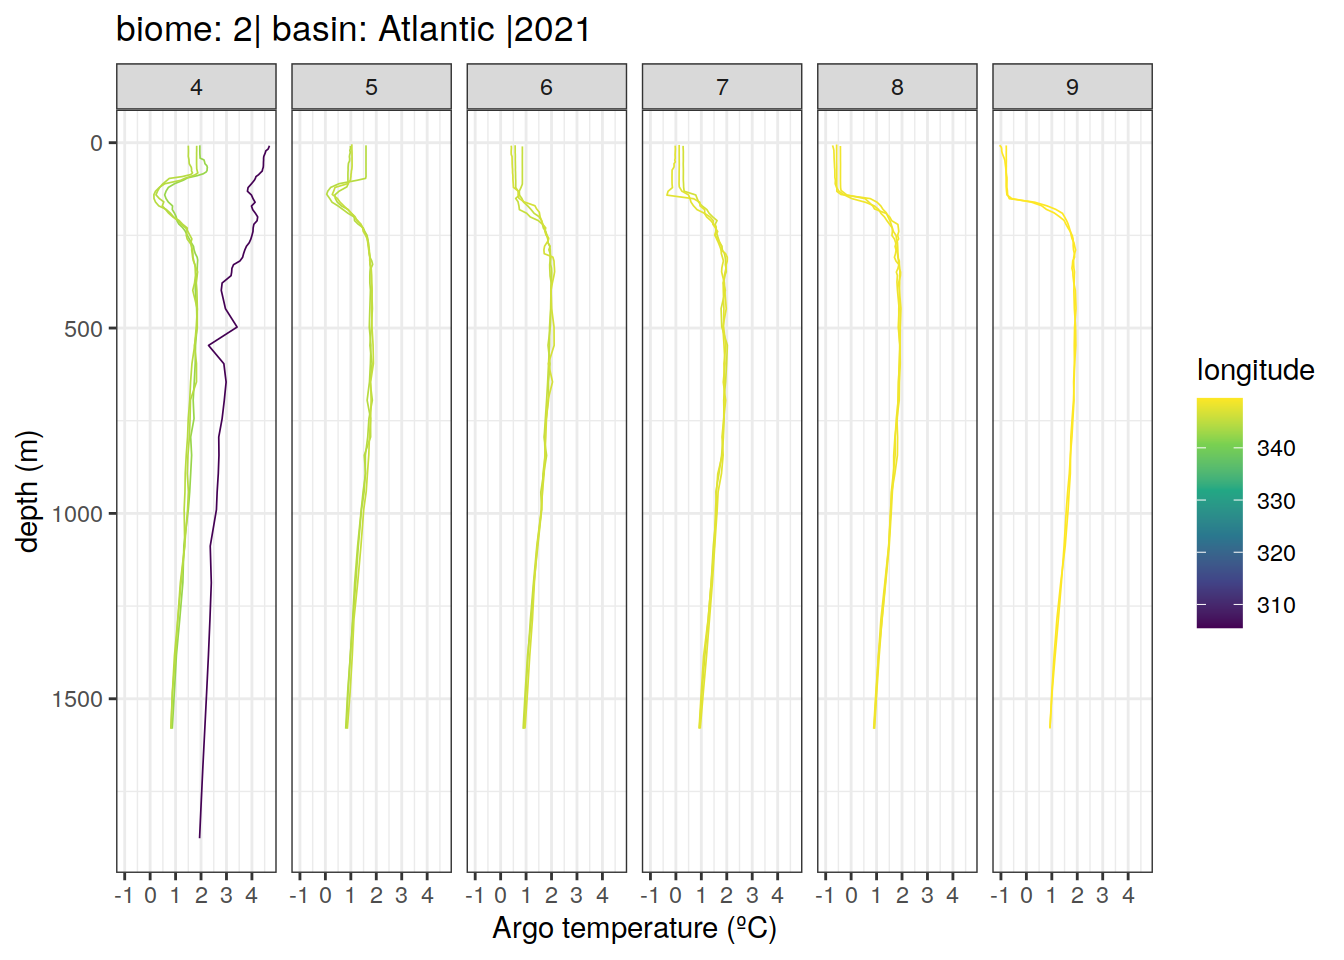 biome: 2| basin: Atlantic |2021
4 5 6 7 8 9
0
500
1000
1500
depth (m)
-1 0 1 2 3 4 -1 0 1 2 3 4 -1 0 1 2 3 4 -1 0 1 2 3 4 -1 0 1 2 3 4 -1 0 1 2 3 4
Argo temperature (ºC)
longitude
340
330
320
310